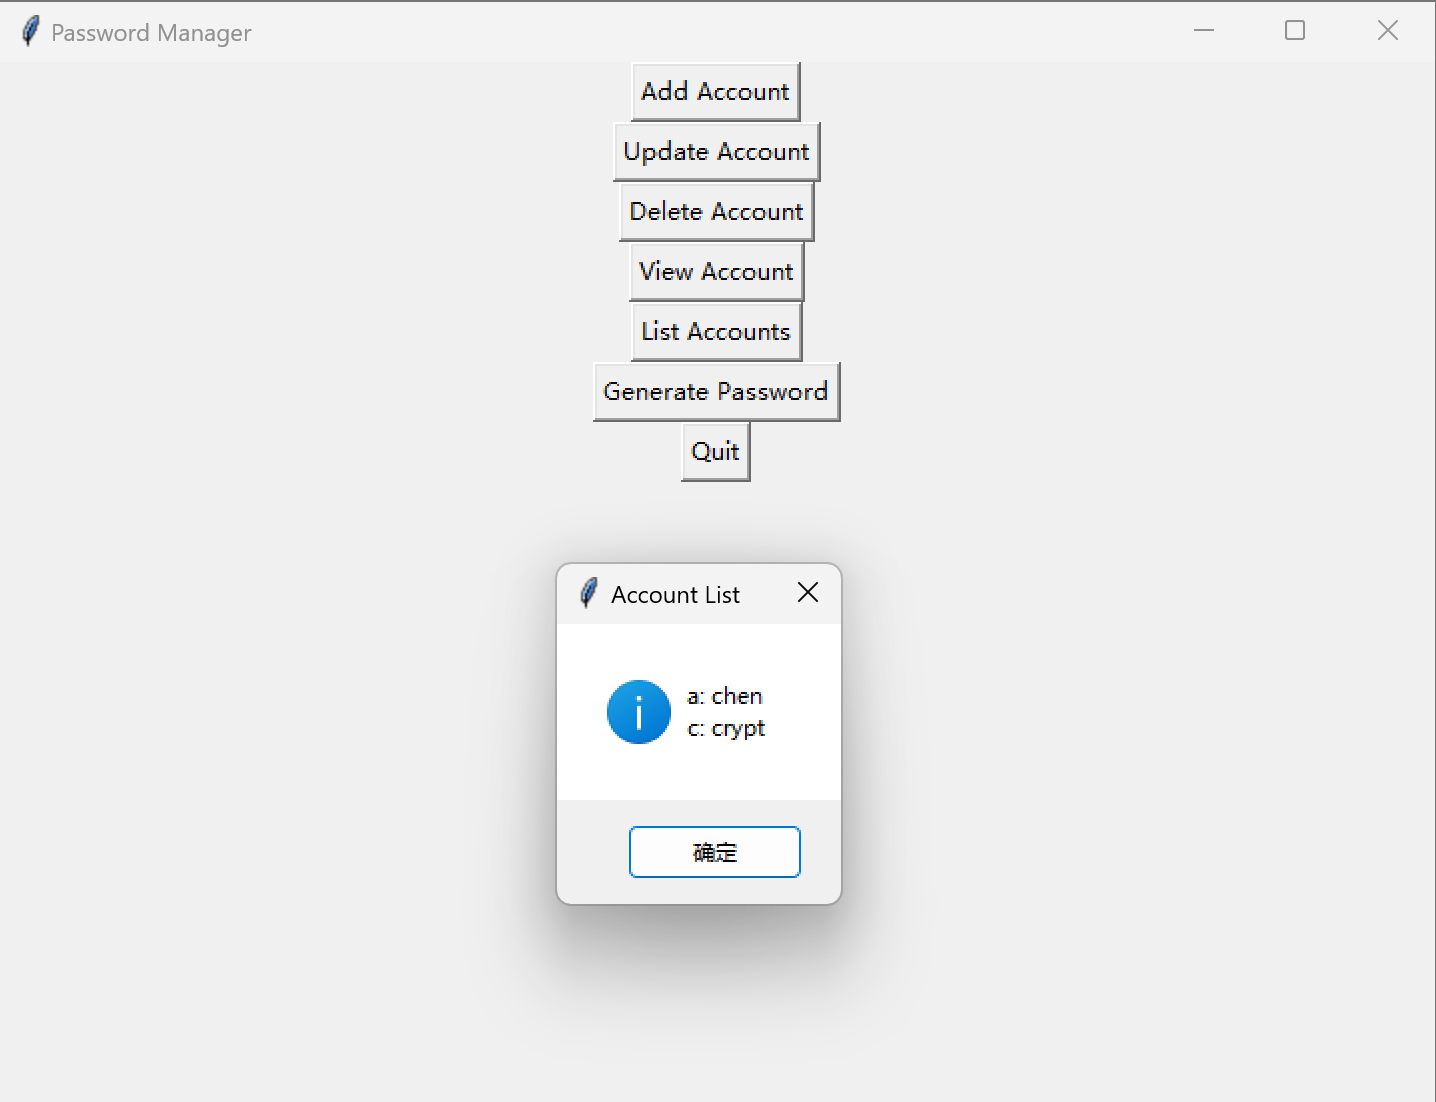 Password Manager
Add Account
Update Account
Delete Account
View Account
List Accounts
Generate Password
Quit
Account List
a: chen
c: crypt
确定